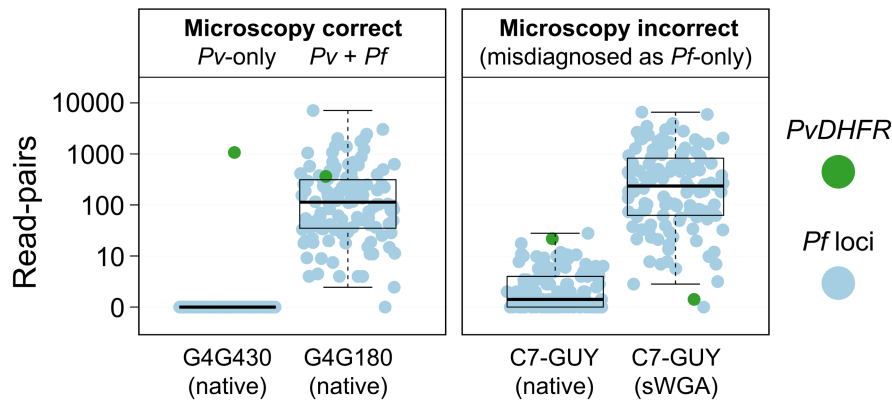 Microscopy correct
Pv-only Pv + Pf
Microscopy incorrect
(misdiagnosed as Pf-only)
Read-pairs
10000
1000
100
10
0
G4G430
(native)
G4G180
(native)
C7-GUY
(native)
C7-GUY
(sWGA)
PvDHFR
Pf loci